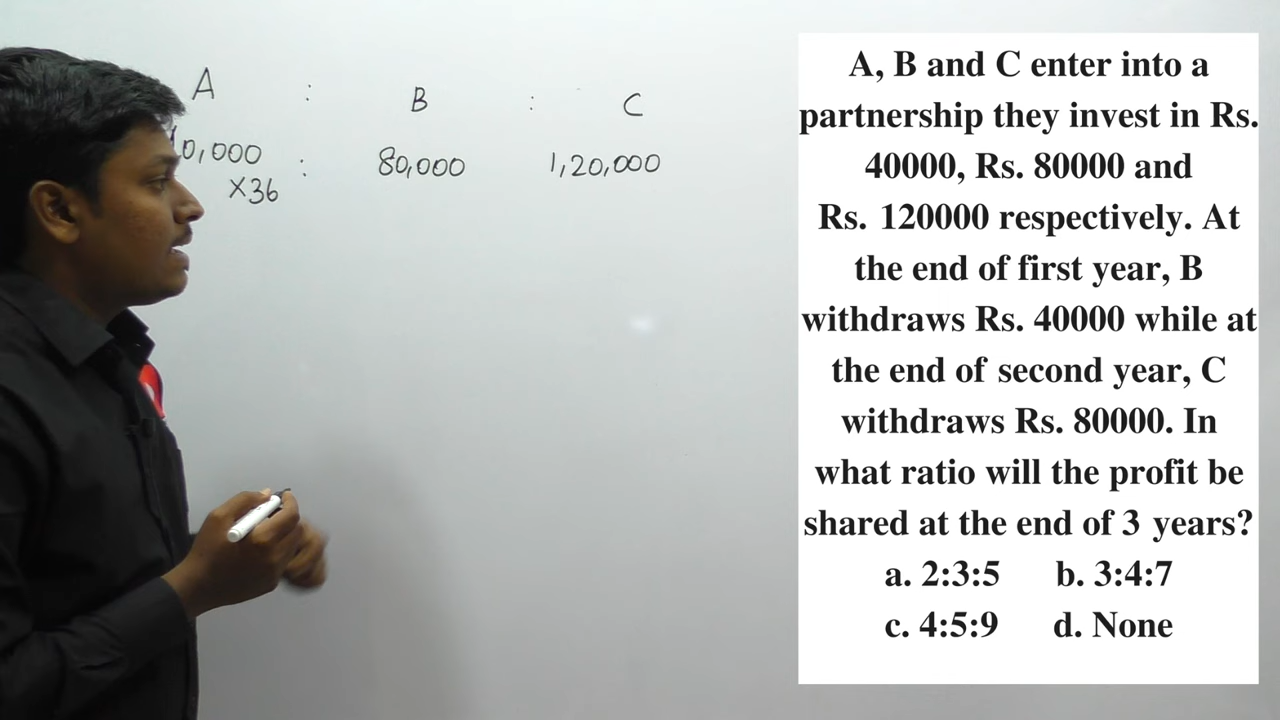 A : B : C
0,000 : 80,000 1,20,000
×36
A, B and C enter into a
partnership they invest in Rs.
40000, Rs. 80000 and
Rs. 120000 respectively. At
the end of first year, B
withdraws Rs. 40000 while at
the end of second year, C
withdraws Rs. 80000. In
what ratio will the profit be
shared at the end of 3 years?
a. 2:3:5 b. 3:4:7
c. 4:5:9 d. None